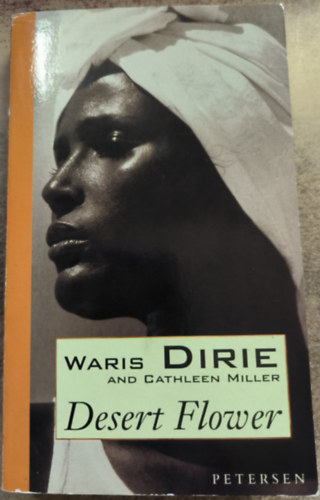 WARIS DIRIE
AND CATHLEEN MILLER
Desert Flower
PETERSEN